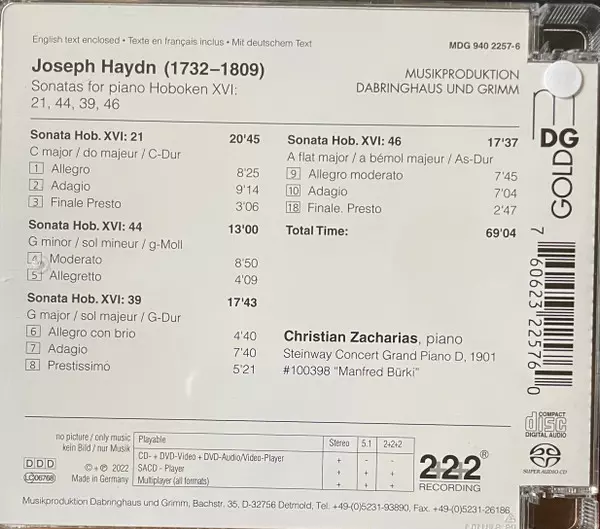 English text enclosed • Texte en français inclus • Mit deutschem Text
MDG 940 2257-6
Joseph Haydn (1732–1809)
Sonatas for piano Hoboken XVI:
21, 44, 39, 46
MUSIKPRODUKTION
DABRINGHAUS UND GRIMM
Sonata Hob. XVI: 21 20'45
C major / do majeur / C-Dur
1 Allegro 8'25
2 Adagio 9'14
3 Finale Presto 3'06
Sonata Hob. XVI: 44 13'00
G minor / sol mineur / g-Moll
4 Moderato 8'50
5 Allegretto 4'09
Sonata Hob. XVI: 39 17'43
G major / sol majeur / G-Dur
6 Allegro con brio 4'40
7 Adagio 7'40
8 Prestissimo 5'21
Sonata Hob. XVI: 46 17'37
A flat major / a bémol majeur / As-Dur
9 Allegro moderato 7'45
10 Adagio 7'04
18 Finale. Presto 2'47
Total Time: 69'04
Christian Zacharias, piano
Steinway Concert Grand Piano D, 1901
#100398 "Manfred Bürki"
DG
GOLD
7 60623 22576 0
COMPACT
disc
DIGITAL AUDIO
SUPER AUDIO CD
no picture / only music
kein Bild / nur Musik
DDD
LC06768
© + ℗ 2022
Made in Germany
Playable Stereo 5.1 2+2+2
CD- + DVD-Video + DVD-Audio/Video-Player + - -
SACD - Player + + +
Multiplayer (all formats) + + +
2+2+2®
RECORDING
Musikproduktion Dabringhaus und Grimm, Bachstr. 35, D-32756 Detmold, Tel. +49-(0)5231-93890, Fax. +49-(0)5231-26186